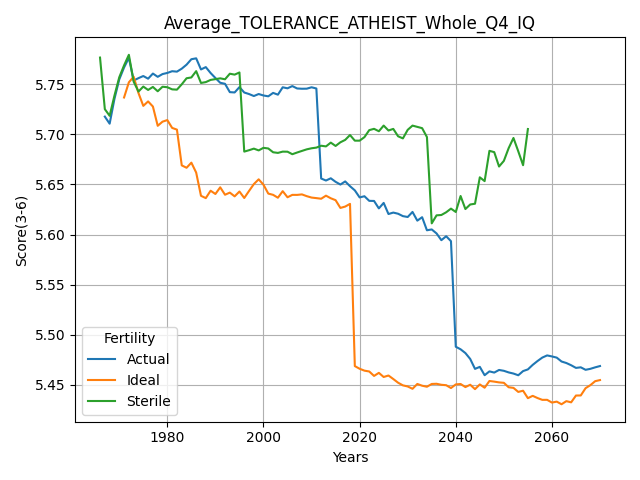 Average_TOLERANCE_ATHEIST_Whole_Q4_IQ
Score(3-6)
5.75
5.70
5.65
5.60
5.55
5.50
5.45
Fertility
Actual
Ideal
Sterile
1980 2000 2020 2040 2060
Years